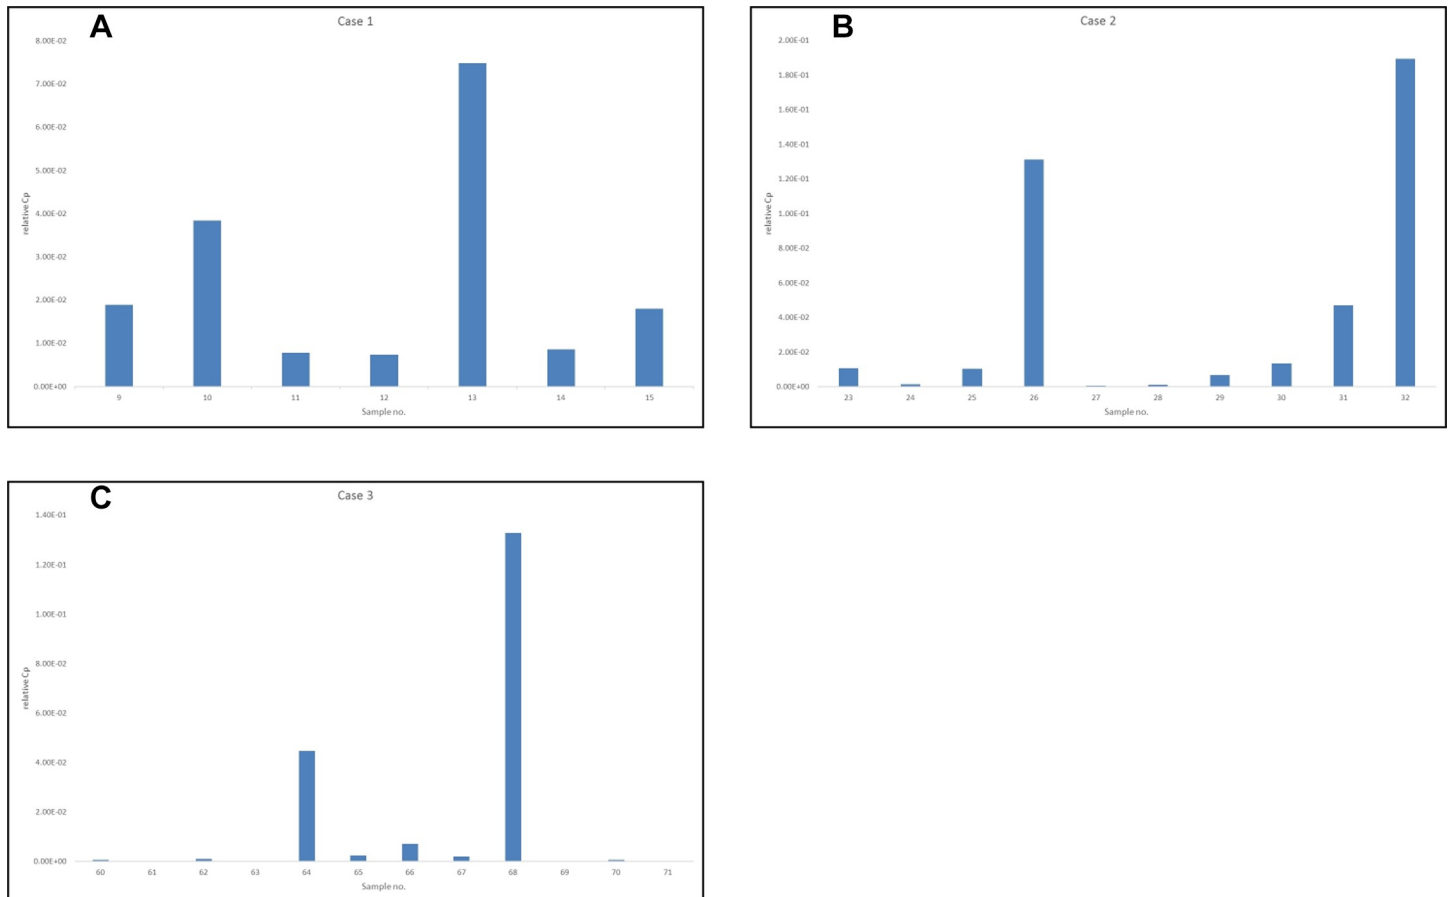 A
Case 1
8.00E-02
7.00E-02
6.00E-02
5.00E-02
4.00E-02
3.00E-02
2.00E-02
1.00E-02
0.00E+00
relative Cp
9 10 11 12 13 14 15
Sample no.
B
Case 2
2.00E-01
1.80E-01
1.60E-01
1.40E-01
1.20E-01
1.00E-01
8.00E-02
6.00E-02
4.00E-02
2.00E-02
0.00E+00
relative Cp
23 24 25 26 27 28 29 30 31 32
Sample no.
C
Case 3
1.40E-01
1.20E-01
1.00E-01
8.00E-02
6.00E-02
4.00E-02
2.00E-02
0.00E+00
relative Cp
60 61 62 63 64 65 66 67 68 69 70 71
Sample no.